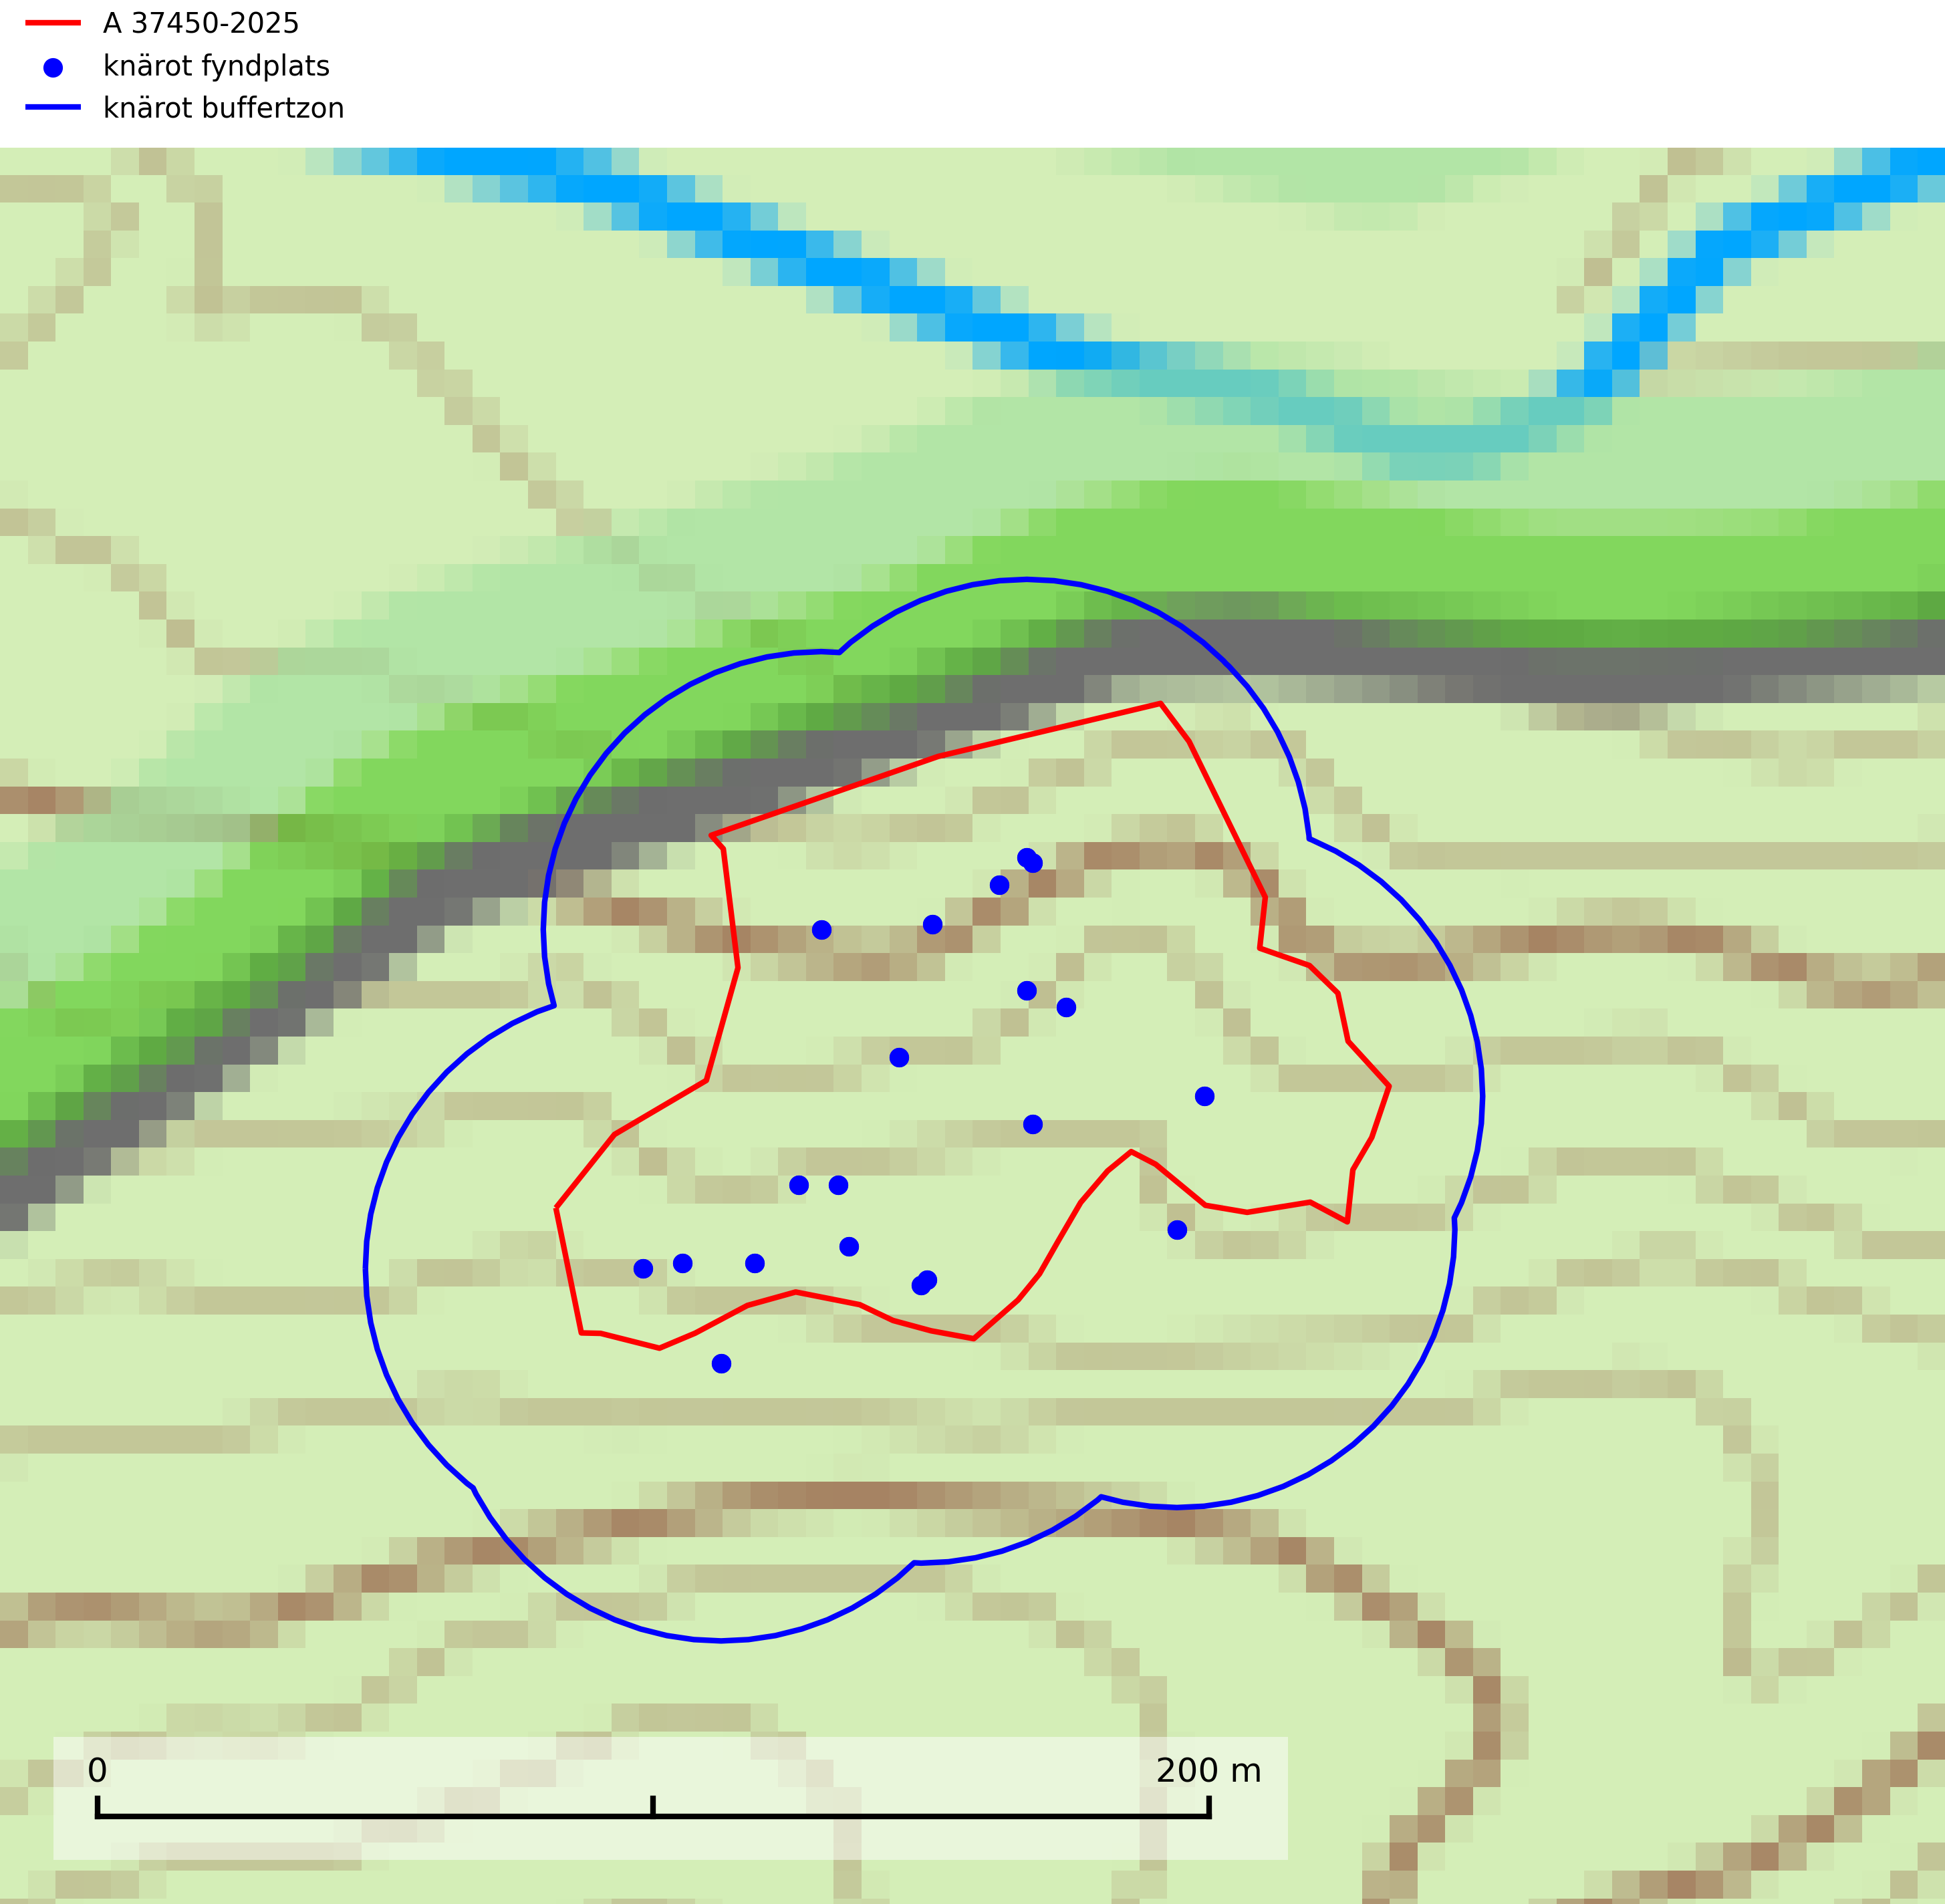 A 37450-2025
knärot fyndplats
knärot buffertzon
0 200 m